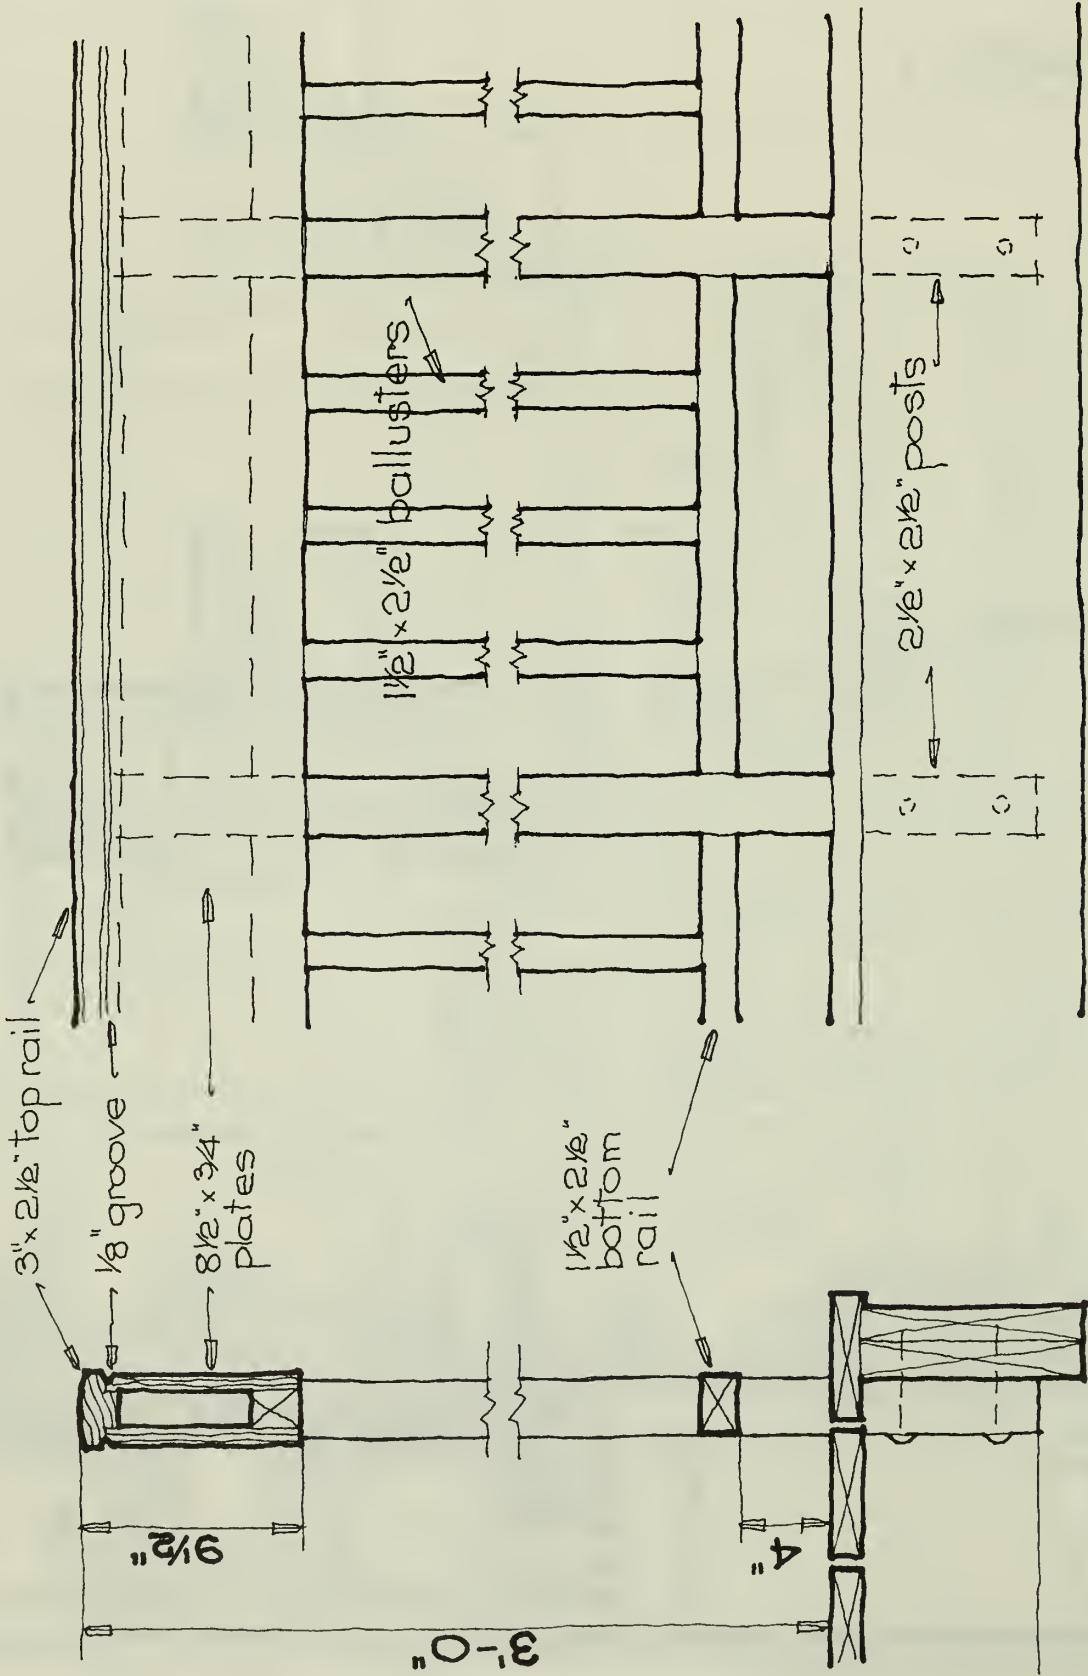 3"x 2½" top rail
⅛" groove
8½" x ¾"
plates
1½" x 2½" ballusters
1½" x 2½"
bottom
rail
2½" x 2½" posts
9½"
4"
3'-0"